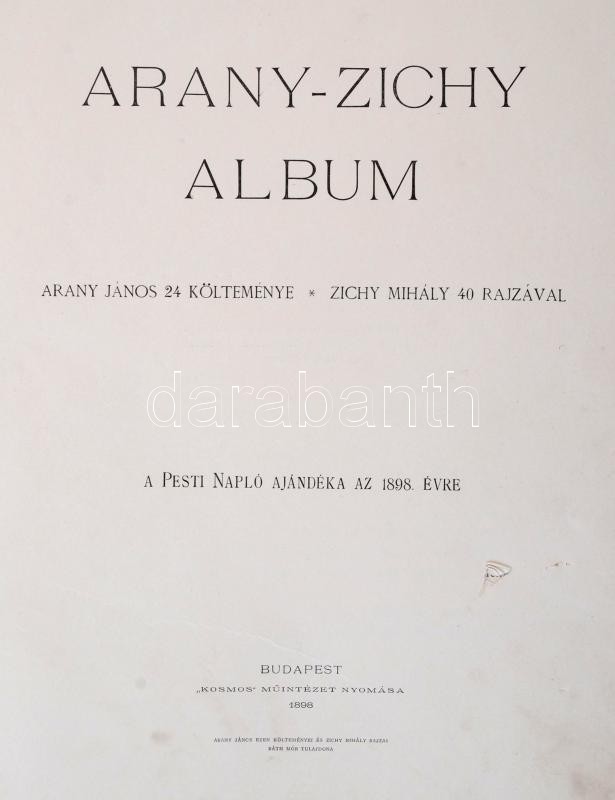 ARANY-ZICHY
ALBUM
ARANY JÁNOS 24 KÖLTEMÉNYE * ZICHY MIHÁLY 40 RAJZÁVAL
darabanth
A PESTI NAPLÓ AJÁNDÉKA AZ 1898. ÉVRE
BUDAPEST
„KOSMOS" MŰINTÉZET NYOMÁSA
1898
ARANY JÁNOS EZEN KÖLTEMÉNYEI ÉS ZICHY MIHÁLY RAJZAI
RÁTH MÓR TULAJDONA